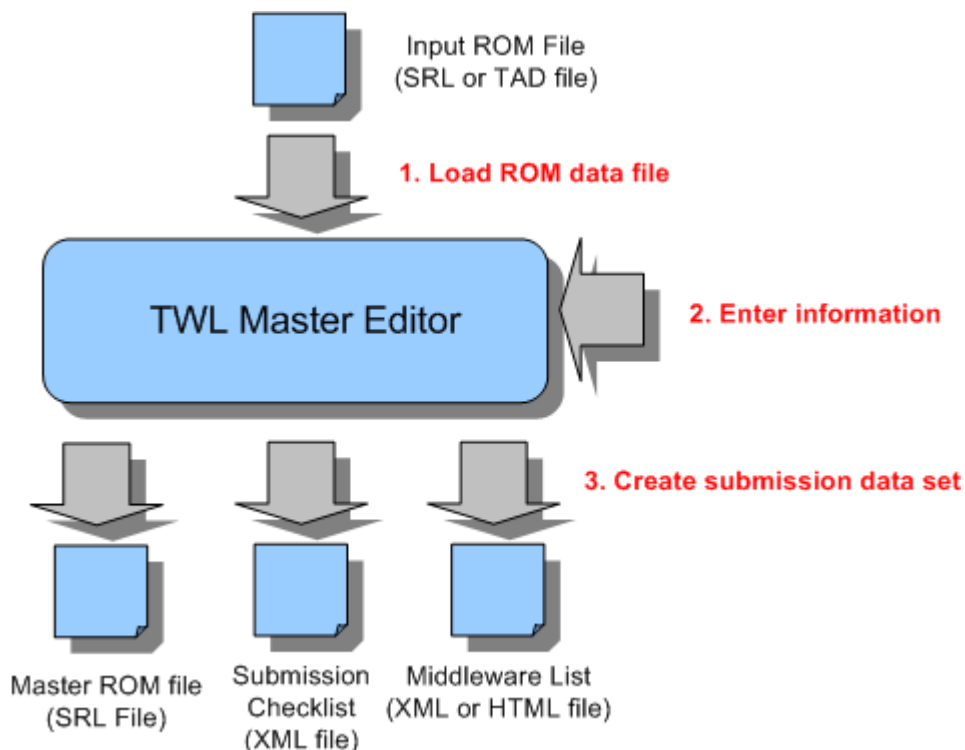 Input ROM File
(SRL or TAD file)
1. Load ROM data file
TWL Master Editor
2. Enter information
3. Create submission data set
Master ROM file
(SRL File)
Submission
Checklist
(XML file)
Middleware List
(XML or HTML file)